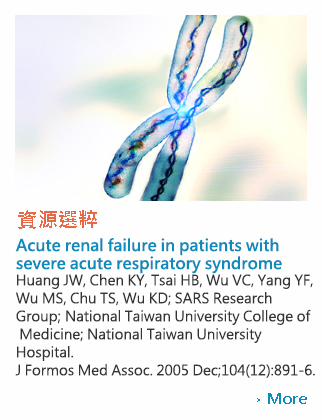 資源選粹
Acute renal failure in patients with
severe acute respiratory syndrome
Huang JW, Chen KY, Tsai HB, Wu VC, Yang YF,
Wu MS, Chu TS, Wu KD; SARS Research
Group; National Taiwan University College of
Medicine; National Taiwan University
Hospital.
J Formos Med Assoc. 2005 Dec;104(12):891-6.
› More